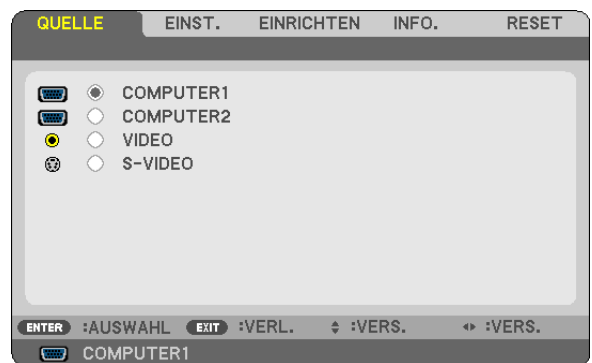 QUELLE EINST. EINRICHTEN INFO. RESET
COMPUTER1
COMPUTER2
VIDEO
S-VIDEO
ENTER :AUSWAHL EXIT :VERL. :VERS. :VERS.
COMPUTER1